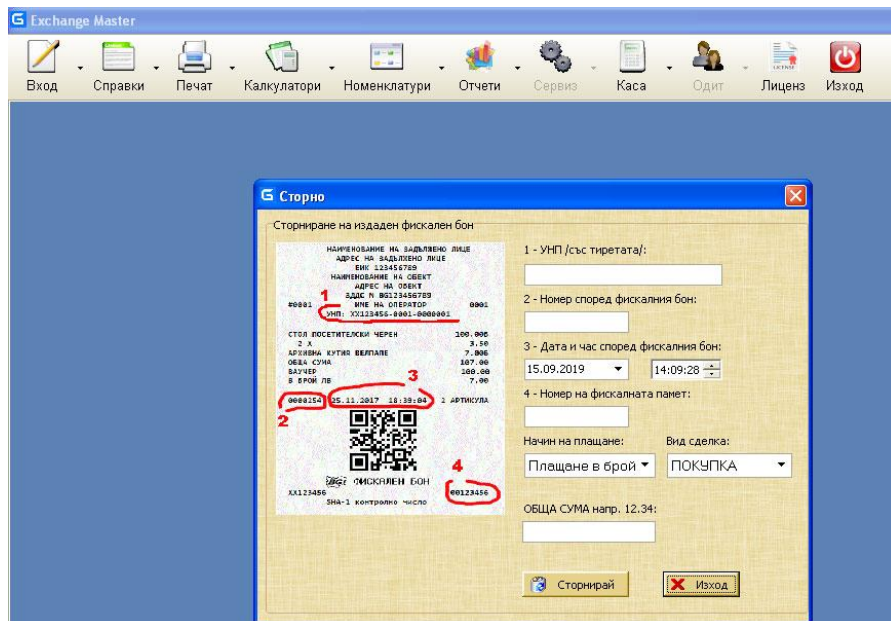 Exchange Master
Вход Справки Печат Калкулатори Номенклатури Отчети Сервиз Каса Одит Лиценз Изход
Сторно
Сторниране на издаден фискален бон
НАИМЕНОВАНИЕ НА ЗАДЪЛЖЕНО ЛИЦЕ
АДРЕС НА ЗАДЪЛЖЕНО ЛИЦЕ
ЕИК 123456789
НАИМЕНОВАНИЕ НА ОБЕКТ
АДРЕС НА ОБЕКТ
ЗДДС N BG123456789
1
#0001 ИМЕ НА ОПЕРАТОР 0001
УНП: XX123456-0001-0000001
СТОЛ ПОСЕТИТЕЛСКИ ЧЕРЕН 100.00Б
2 X 3.50
АРХИВНА КУТИЯ ВЕЛПАПЕ 7.00Б
ОБЩА СУМА 107.00
ВАУЧЕР 100.00
В БРОЙ ЛВ 7.00
3
0000254 25.11.2017 18:39:04 2 АРТИКУЛА
2
4
ФИСКАЛЕН БОН
XX123456 00123456
SHA-1 контролно число
1 - УНП /със тиретата/:
2 - Номер според фискалния бон:
3 - Дата и час според фискалния бон:
15.09.2019 14:09:28
4 - Номер на фискалната памет:
Начин на плащане: Вид сделка:
Плащане в брой ПОКУПКА
ОБЩА СУМА напр. 12.34:
Сторнирай Изход